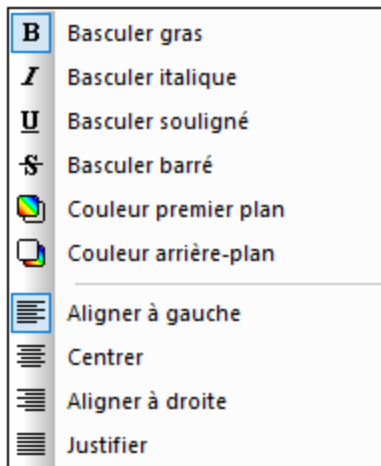 B Basculer gras
I Basculer italique
U Basculer souligné
S Basculer barré
Couleur premier plan
Couleur arrière-plan
Aligner à gauche
Centrer
Aligner à droite
Justifier